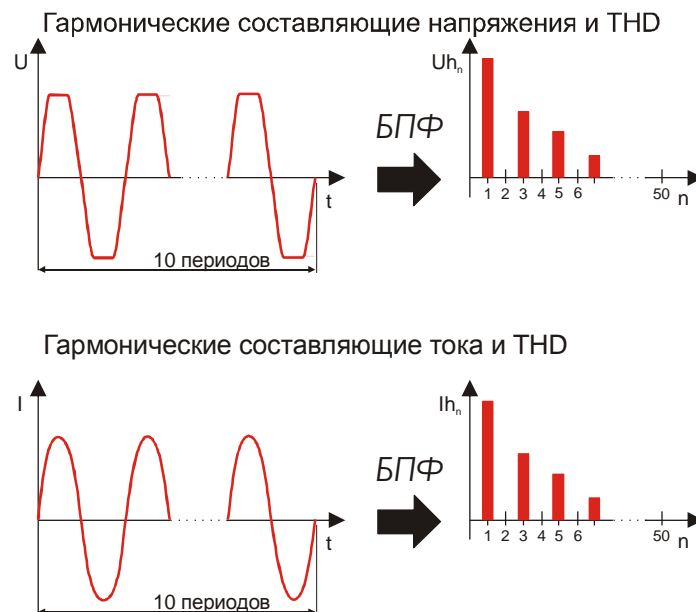 Гармонические составляющие напряжения и THD
U
Uhₙ
БПФ
t
1 2 3 4 5 6 50 n
10 периодов
Гармонические составляющие тока и THD
I
Ihₙ
БПФ
t
1 2 3 4 5 6 50 n
10 периодов